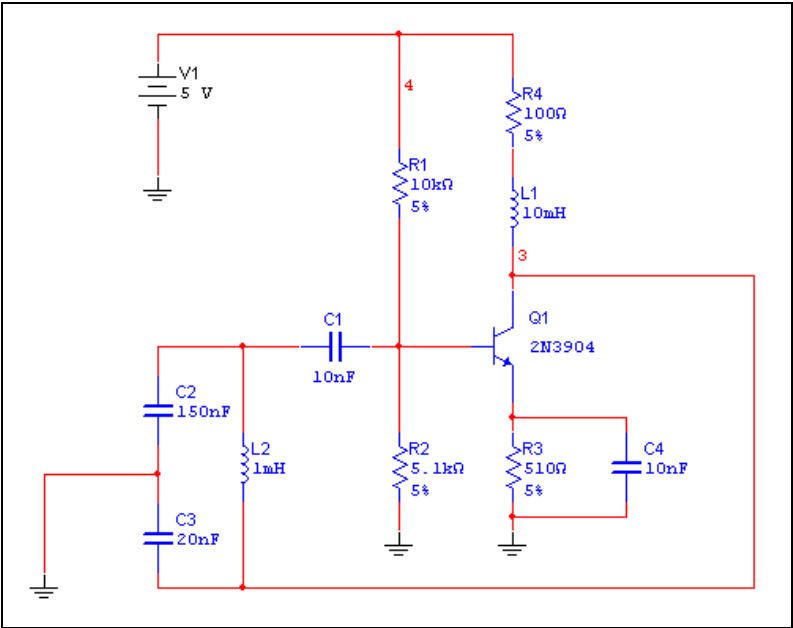 V1
5 V
4
R4
100Ω
5%
R1
10kΩ
5%
L1
10mH
3
C1
10nF
Q1
2N3904
C2
150nF
L2
1mH
R2
5.1kΩ
5%
R3
510Ω
5%
C4
10nF
C3
20nF